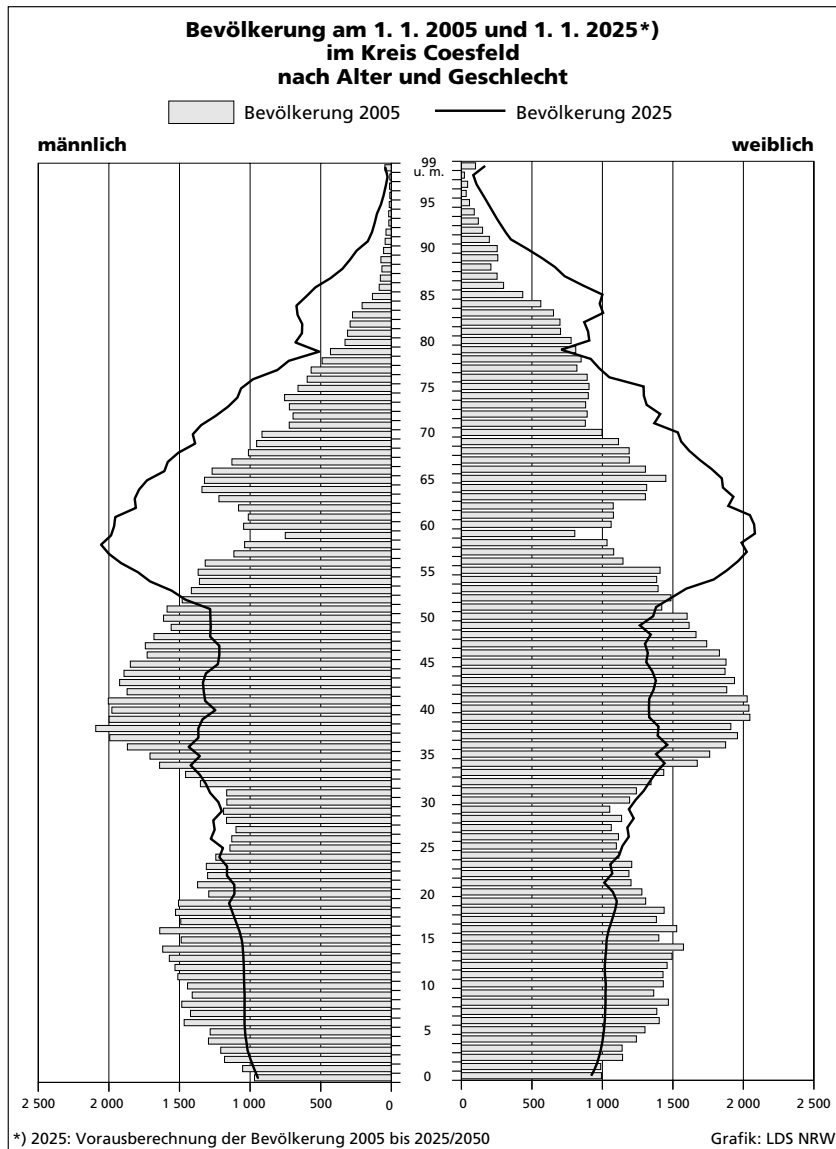 Bevölkerung am 1. 1. 2005 und 1. 1. 2025*)
im Kreis Coesfeld
nach Alter und Geschlecht
Bevölkerung 2005 Bevölkerung 2025
männlich weiblich
99
u. m.
95
90
85
80
75
70
65
60
55
50
45
40
35
30
25
20
15
10
5
0
2 500 2 000 1 500 1 000 500 0 0 500 1 000 1 500 2 000 2 500
*) 2025: Vorausberechnung der Bevölkerung 2005 bis 2025/2050 Grafik: LDS NRW